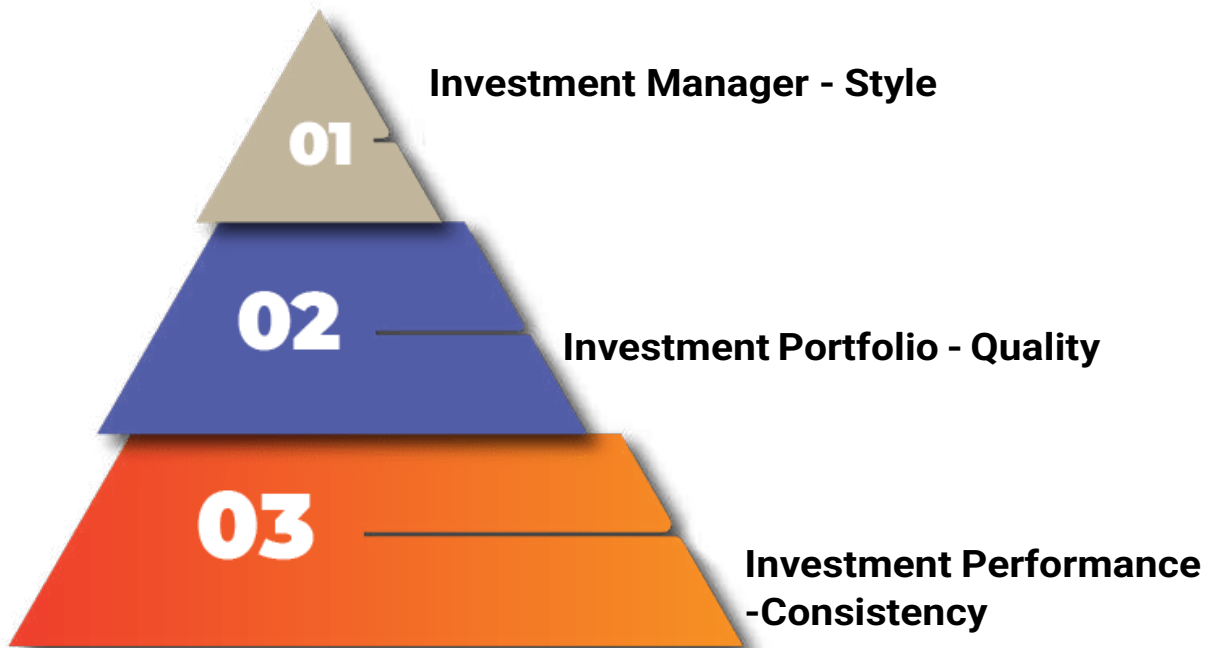 01
Investment Manager - Style
02
Investment Portfolio - Quality
03
Investment Performance
-Consistency